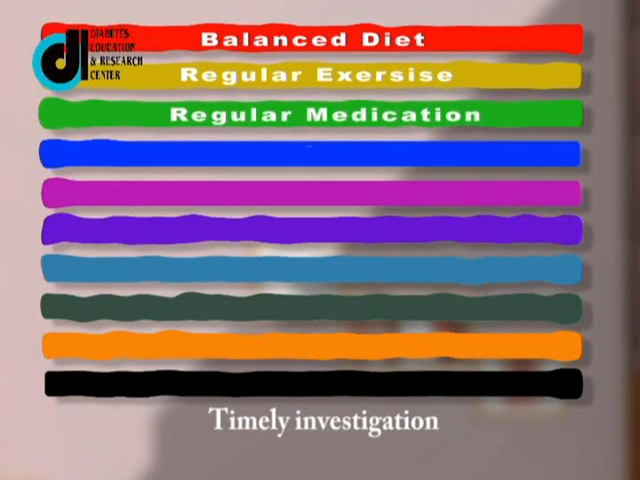 DIABETES
EDUCATION
& RESEARCH
CENTER
Balanced Diet
Regular Exersise
Regular Medication
Timely investigation